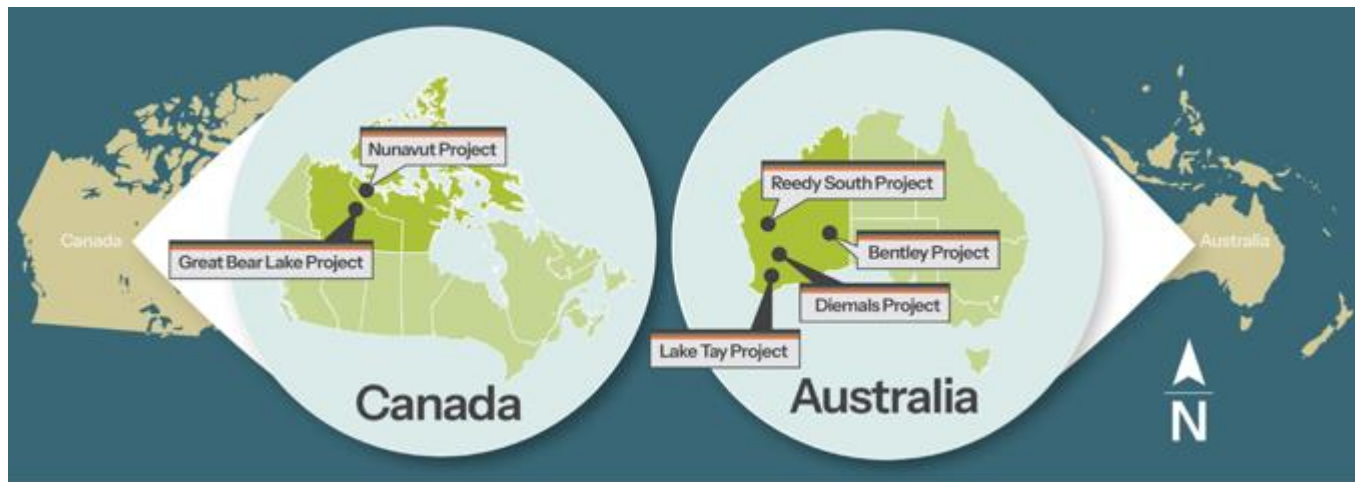 Canada
Nunavut Project
Great Bear Lake Project
Canada
Reedy South Project
Bentley Project
Diemals Project
Lake Tay Project
Australia
Australia
N